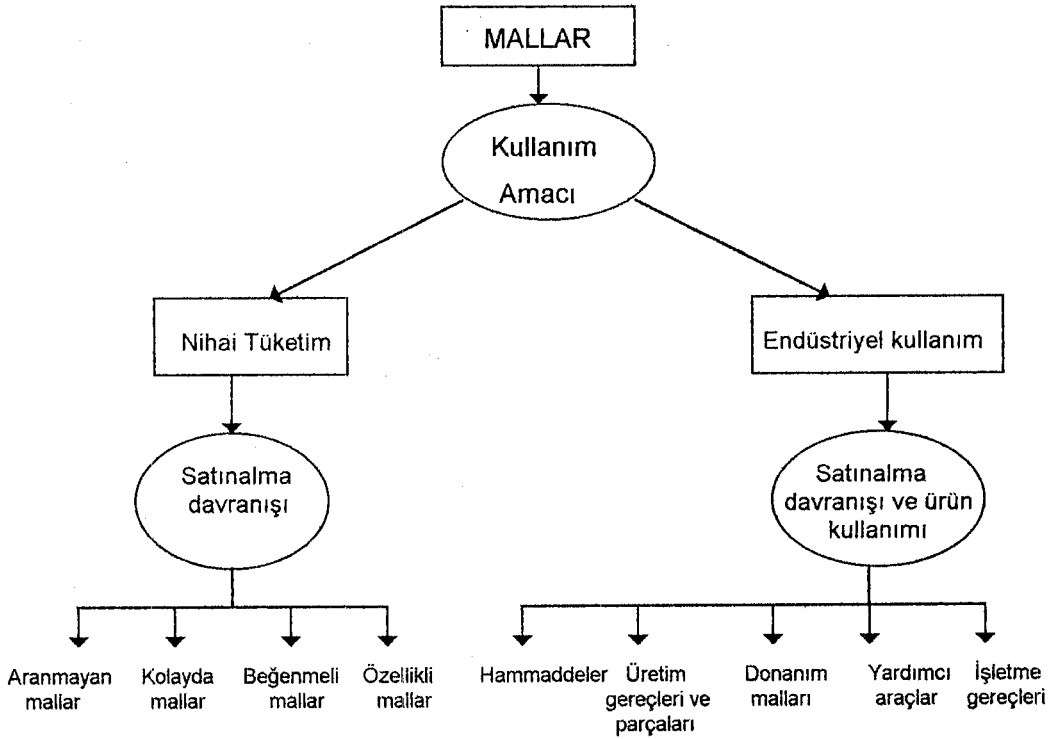 MALLAR
Kullanım
Amacı
Nihai Tüketim
Endüstriyel kullanım
Satınalma
davranışı
Satınalma
davranışı ve ürün
kullanımı
Aranmayan
mallar
Kolayda
mallar
Beğenmeli
mallar
Özellikli
mallar
Hammaddeler
Üretim
gereçleri ve
parçaları
Donanım
malları
Yardımcı
araçlar
İşletme
gereçleri